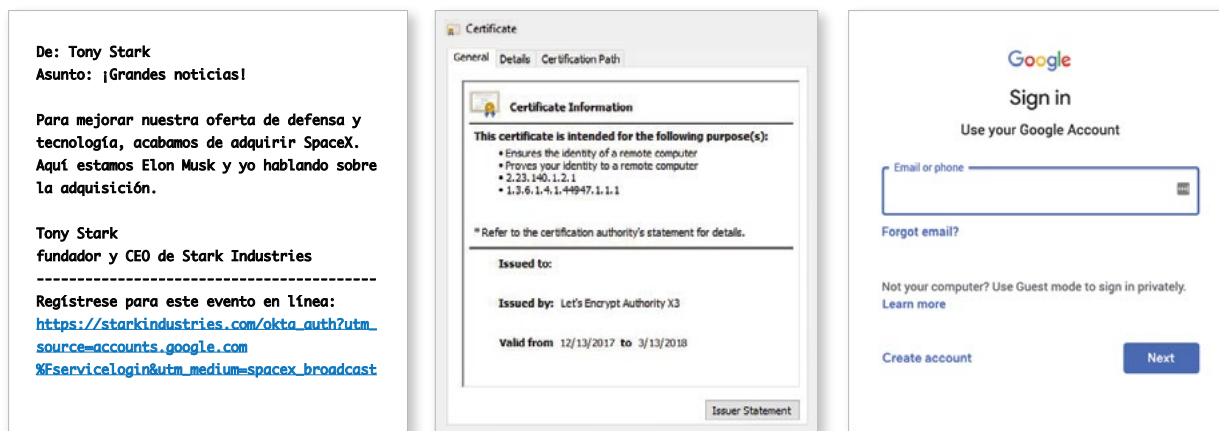 De: Tony Stark
Asunto: ¡Grandes noticias!
Para mejorar nuestra oferta de defensa y
tecnología, acabamos de adquirir SpaceX.
Aquí estamos Elon Musk y yo hablando sobre
la adquisición.
Tony Stark
fundador y CEO de Stark Industries
------------------------------------------
Regístrese para este evento en línea:
https://starkindustries.com/okta_auth?utm_
source=accounts.google.com
%Fservicelogin&utm_medium=spacex_broadcast
Certificate
General Details Certification Path
Certificate Information
This certificate is intended for the following purpose(s):
• Ensures the identity of a remote computer
• Proves your identity to a remote computer
• 2.23.140.1.2.1
• 1.3.6.1.4.1.44947.1.1.1
* Refer to the certification authority's statement for details.
Issued to:
Issued by: Let's Encrypt Authority X3
Valid from 12/13/2017 to 3/13/2018
Issuer Statement
Google
Sign in
Use your Google Account
Email or phone
Forgot email?
Not your computer? Use Guest mode to sign in privately.
Learn more
Create account
Next